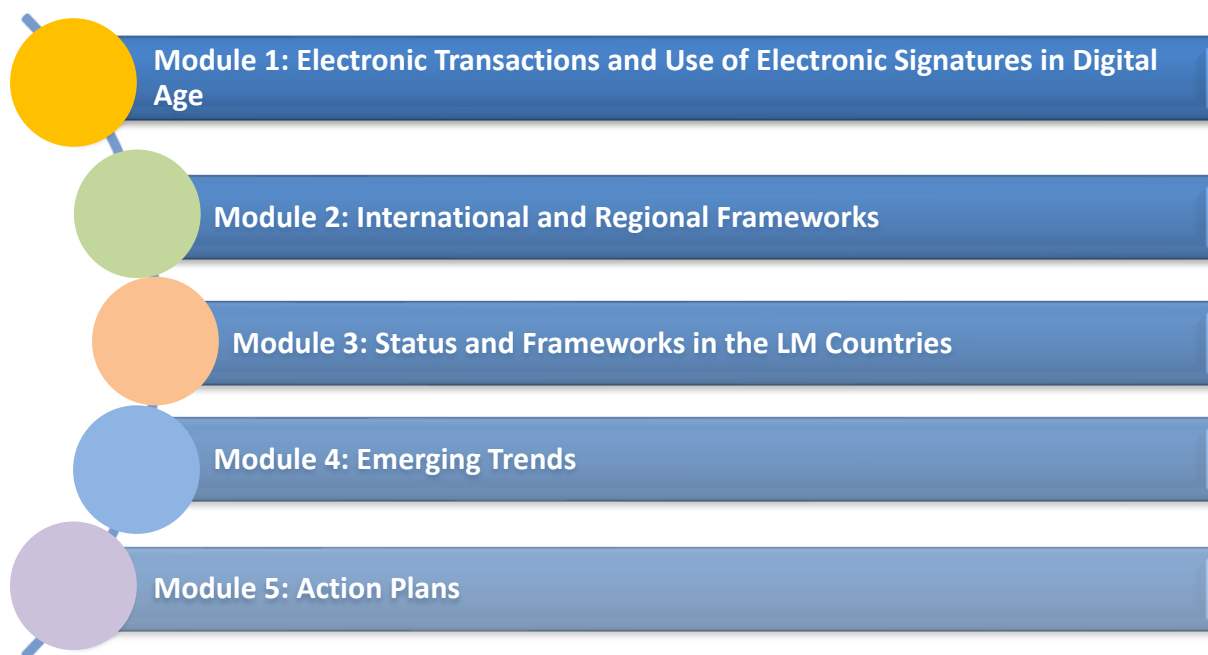 Module 1: Electronic Transactions and Use of Electronic Signatures in Digital
Age
Module 2: International and Regional Frameworks
Module 3: Status and Frameworks in the LM Countries
Module 4: Emerging Trends
Module 5: Action Plans